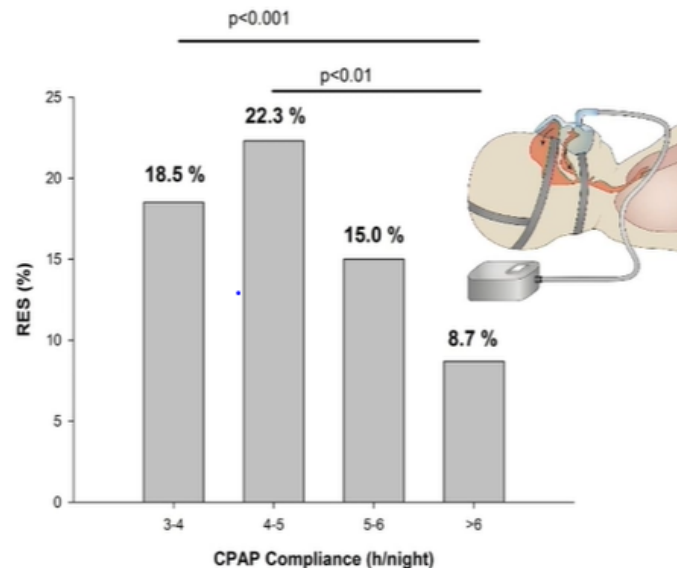 p<0.001
p<0.01
25
22.3 %
20
18.5 %
15.0 %
15
RES (%)
10
8.7 %
5
0
3-4 4-5 5-6 >6
CPAP Compliance (h/night)